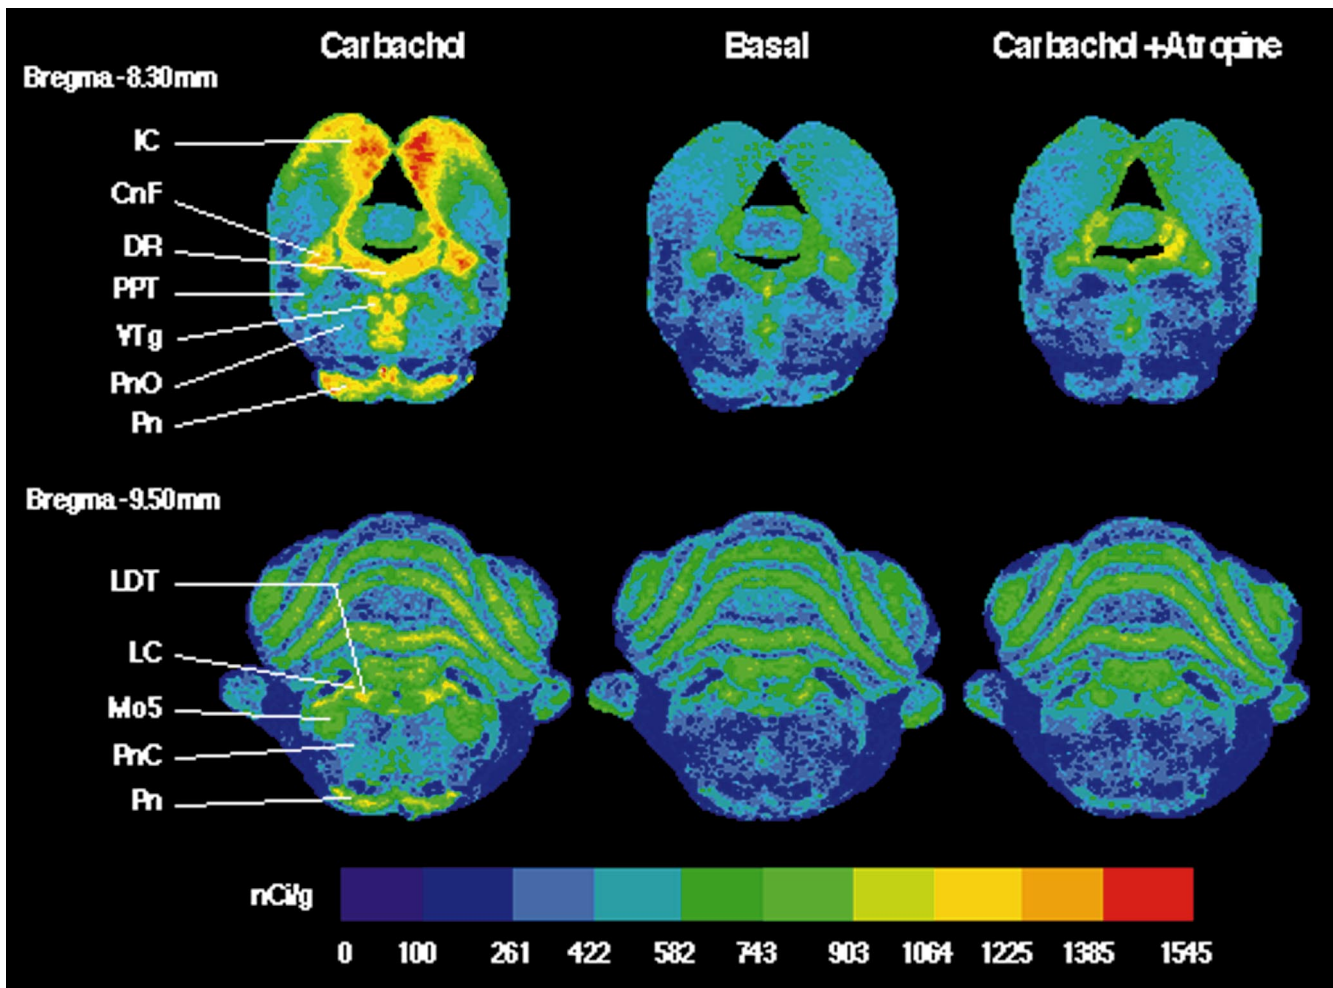 Carbachol Basal Carbachol +Atropine
Bregma -8.30mm
IC
CnF
DR
PPT
VTg
PnO
Pn
Bregma -9.50mm
LDT
LC
Mo5
PnC
Pn
nCi/g
0 100 261 422 582 743 903 1064 1225 1385 1545